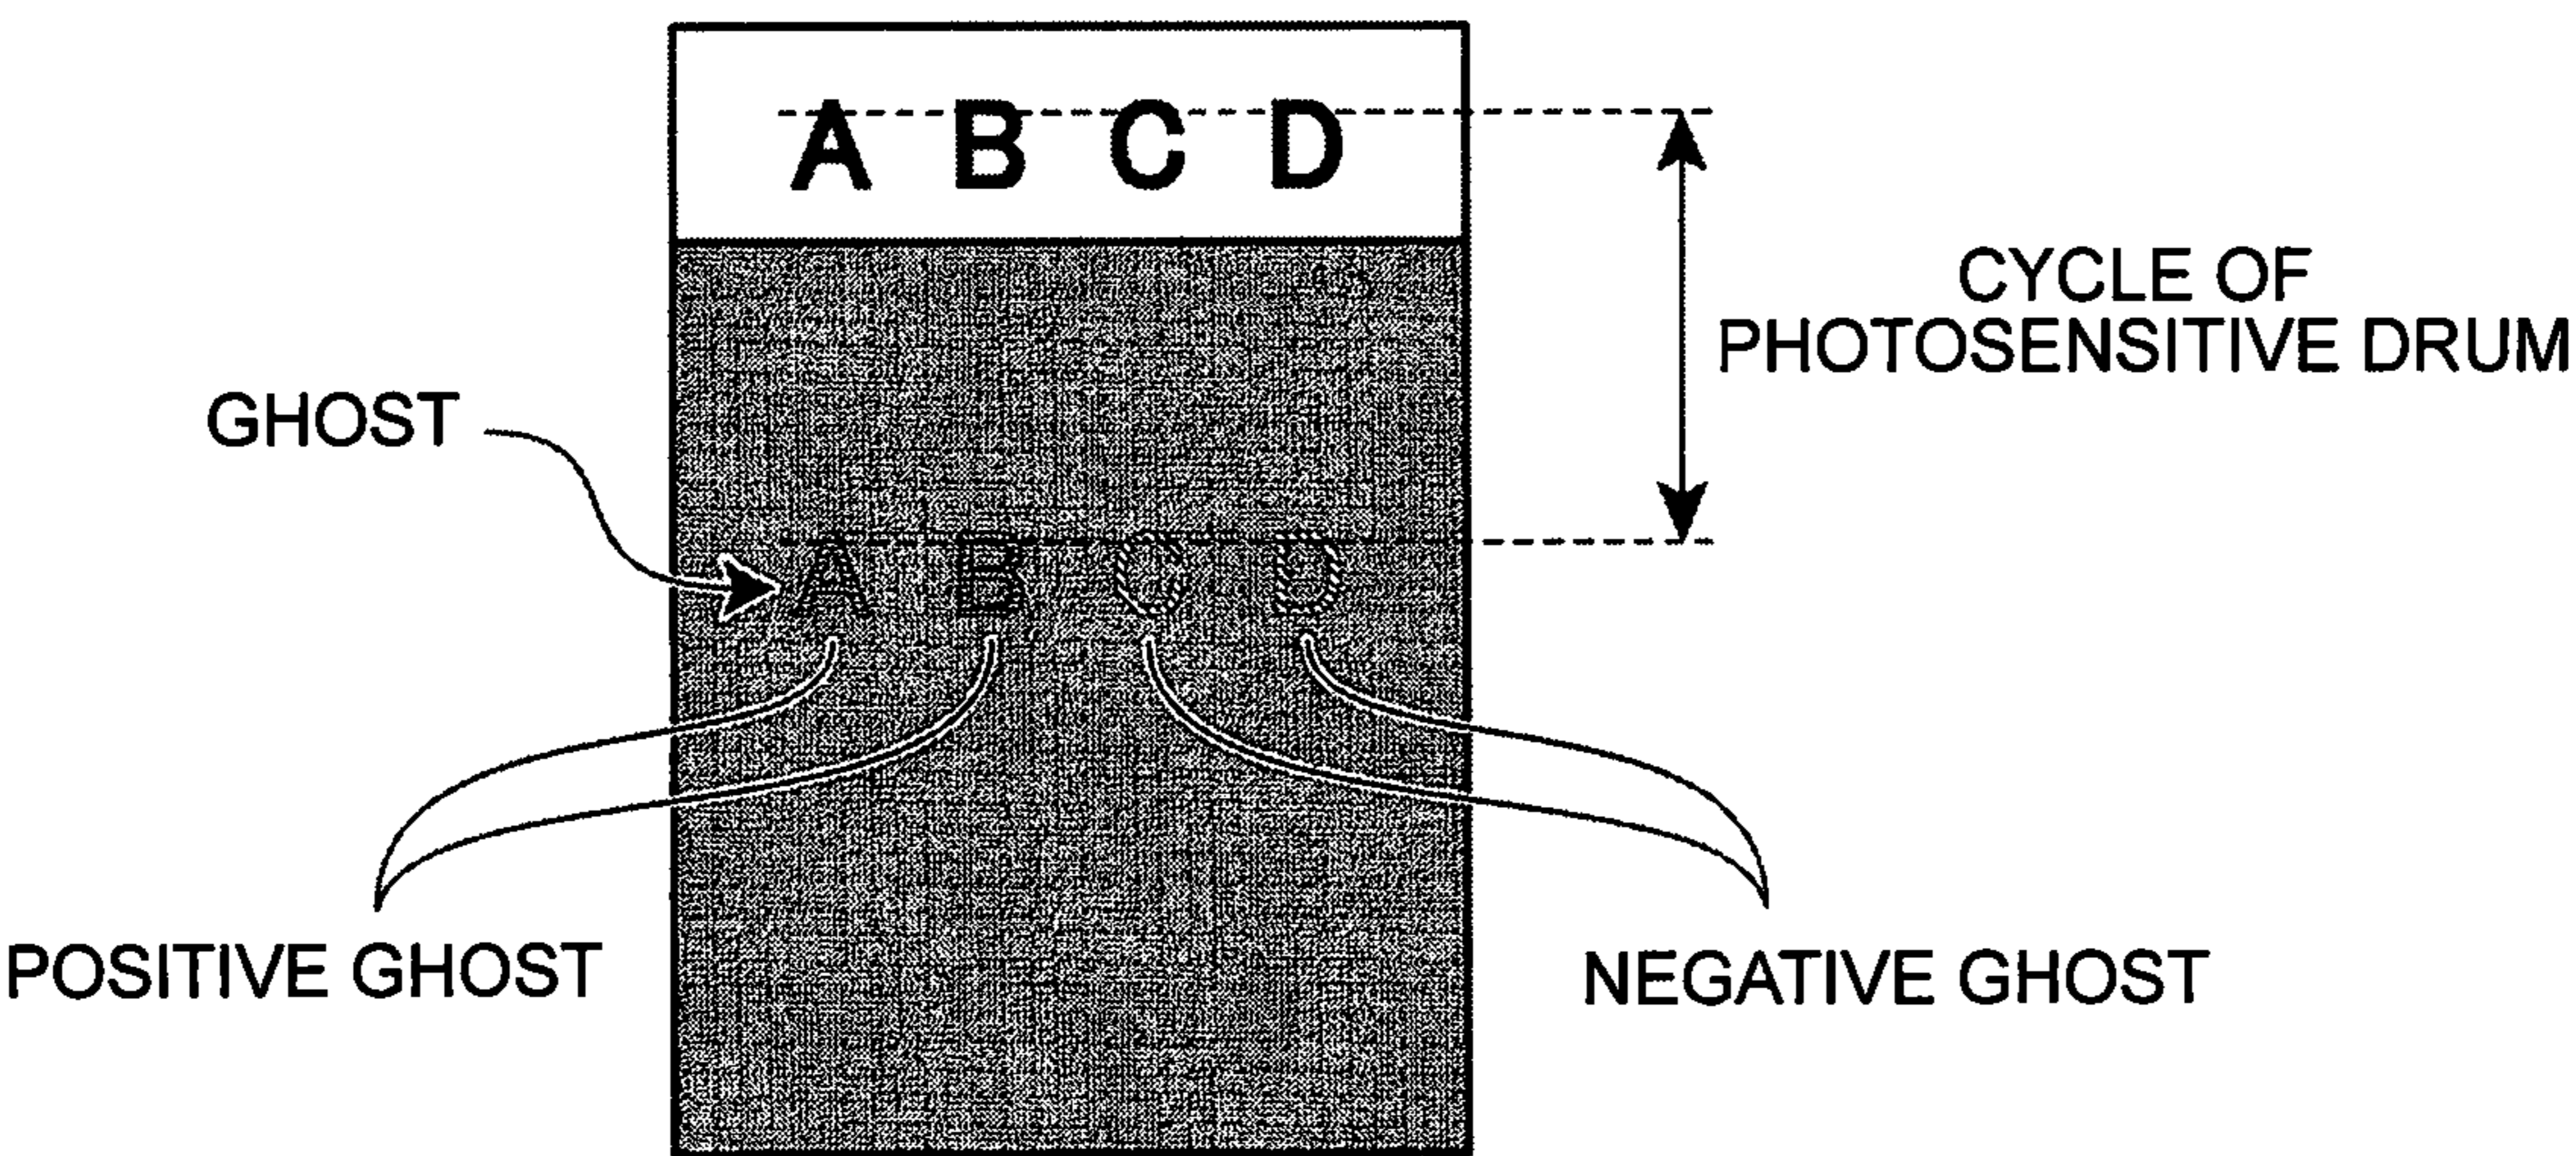 A B C D
CYCLE OF
PHOTOSENSITIVE DRUM
GHOST
A B C D
POSITIVE GHOST
NEGATIVE GHOST